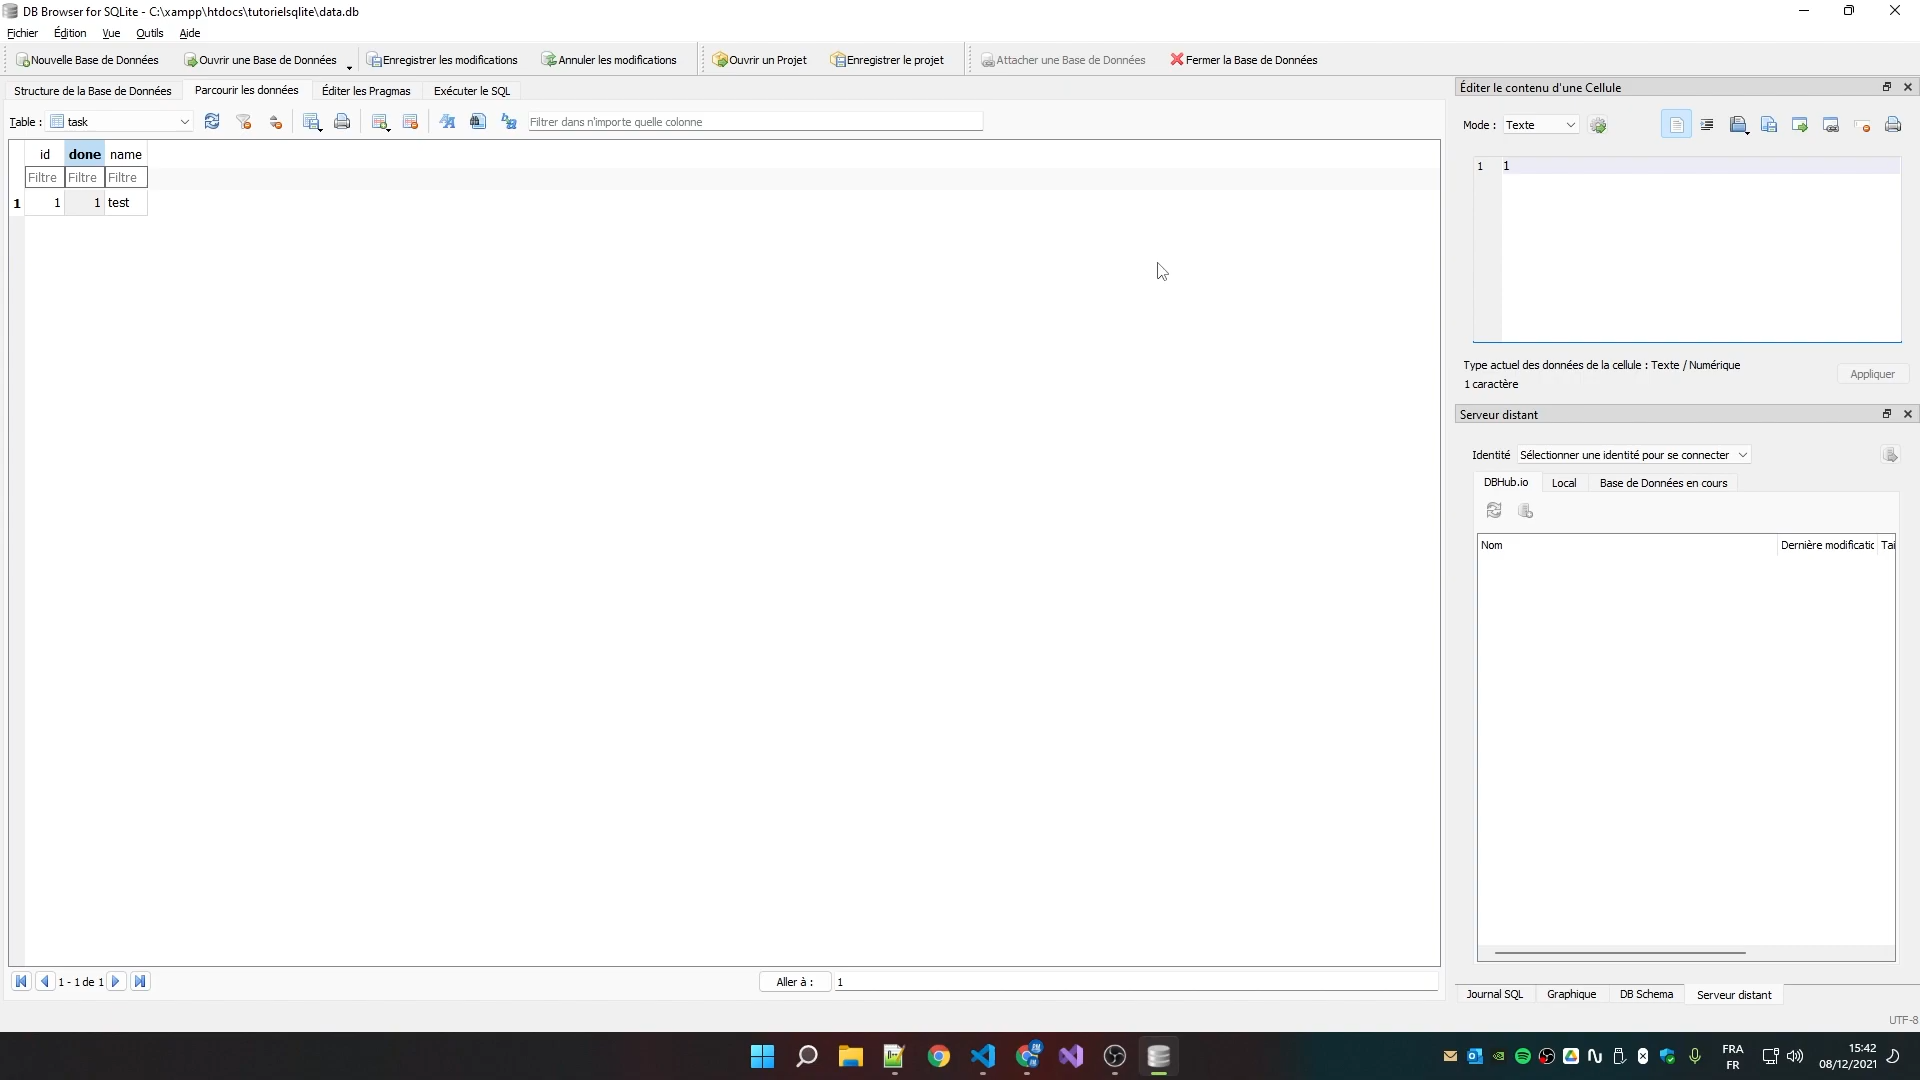 DB Browser for SQLite - C:\xampp\htdocs\tutorielsqlite\data.db
Fichier Édition Vue Outils Aide
Nouvelle Base de Données Ouvrir une Base de Données Enregistrer les modifications Annuler les modifications Ouvrir un Projet Enregistrer le projet Attacher une Base de Données Fermer la Base de Données
Structure de la Base de Données Parcourir les données Éditer les Pragmas Exécuter le SQL
Table : task Filtrer dans n'importe quelle colonne
id done name
Filtre Filtre Filtre
1 1 1 test
1 - 1 de 1 Aller à : 1
Éditer le contenu d'une Cellule
Mode : Texte
1 1
Type actuel des données de la cellule : Texte / Numérique
1 caractère
Appliquer
Serveur distant
Identité Sélectionner une identité pour se connecter
DBHub.io Local Base de Données en cours
Nom Dernière modificatic Tai
Journal SQL Graphique DB Schema Serveur distant
UTF-8
FRA
FR
15:42
08/12/2021